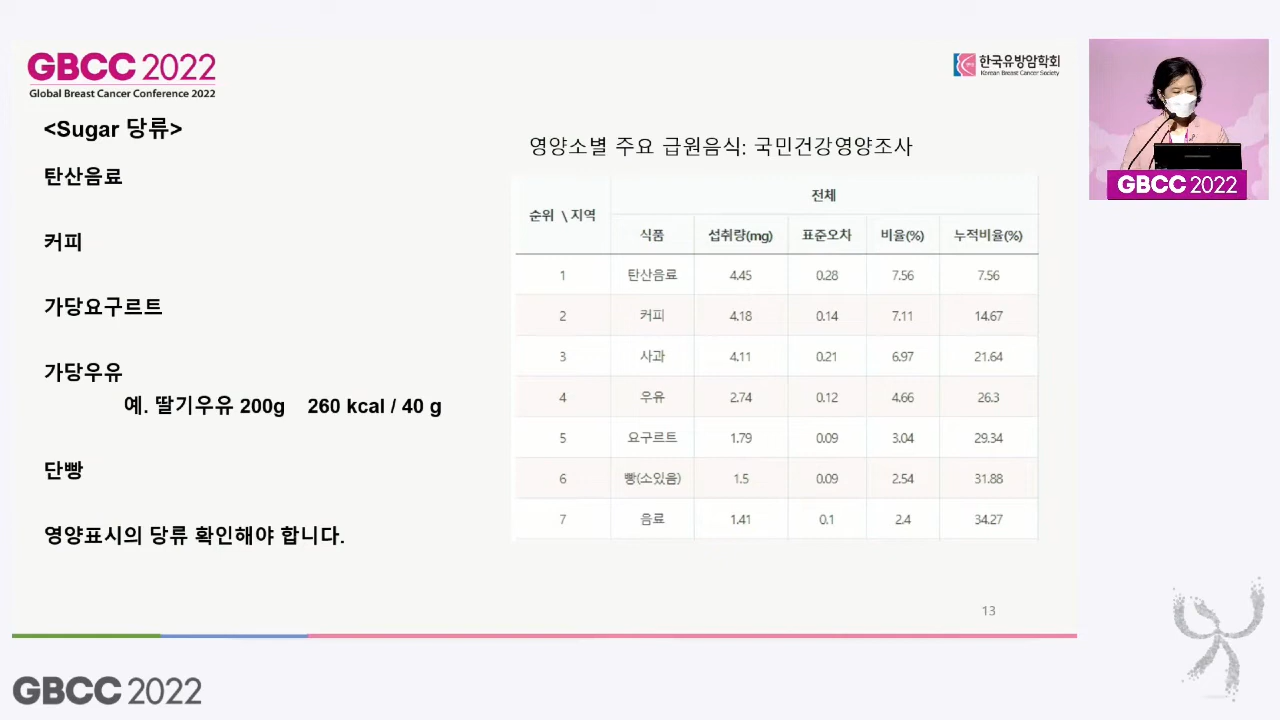 GBCC 2022
Global Breast Cancer Conference 2022
한국유방암학회
Korean Breast Cancer Society
<Sugar 당류>
탄산음료
커피
가당요구르트
가당우유
예. 딸기우유 200g 260 kcal / 40 g
단빵
영양표시의 당류 확인해야 합니다.
영양소별 주요 급원음식: 국민건강영양조사
순위 \ 지역 전체
식품 섭취량(mg) 표준오차 비율(%) 누적비율(%)
1 탄산음료 4.45 0.28 7.56 7.56
2 커피 4.18 0.14 7.11 14.67
3 사과 4.11 0.21 6.97 21.64
4 우유 2.74 0.12 4.66 26.3
5 요구르트 1.79 0.09 3.04 29.34
6 빵(소있음) 1.5 0.09 2.54 31.88
7 음료 1.41 0.1 2.4 34.27
13
GBCC 2022
GBCC 2022